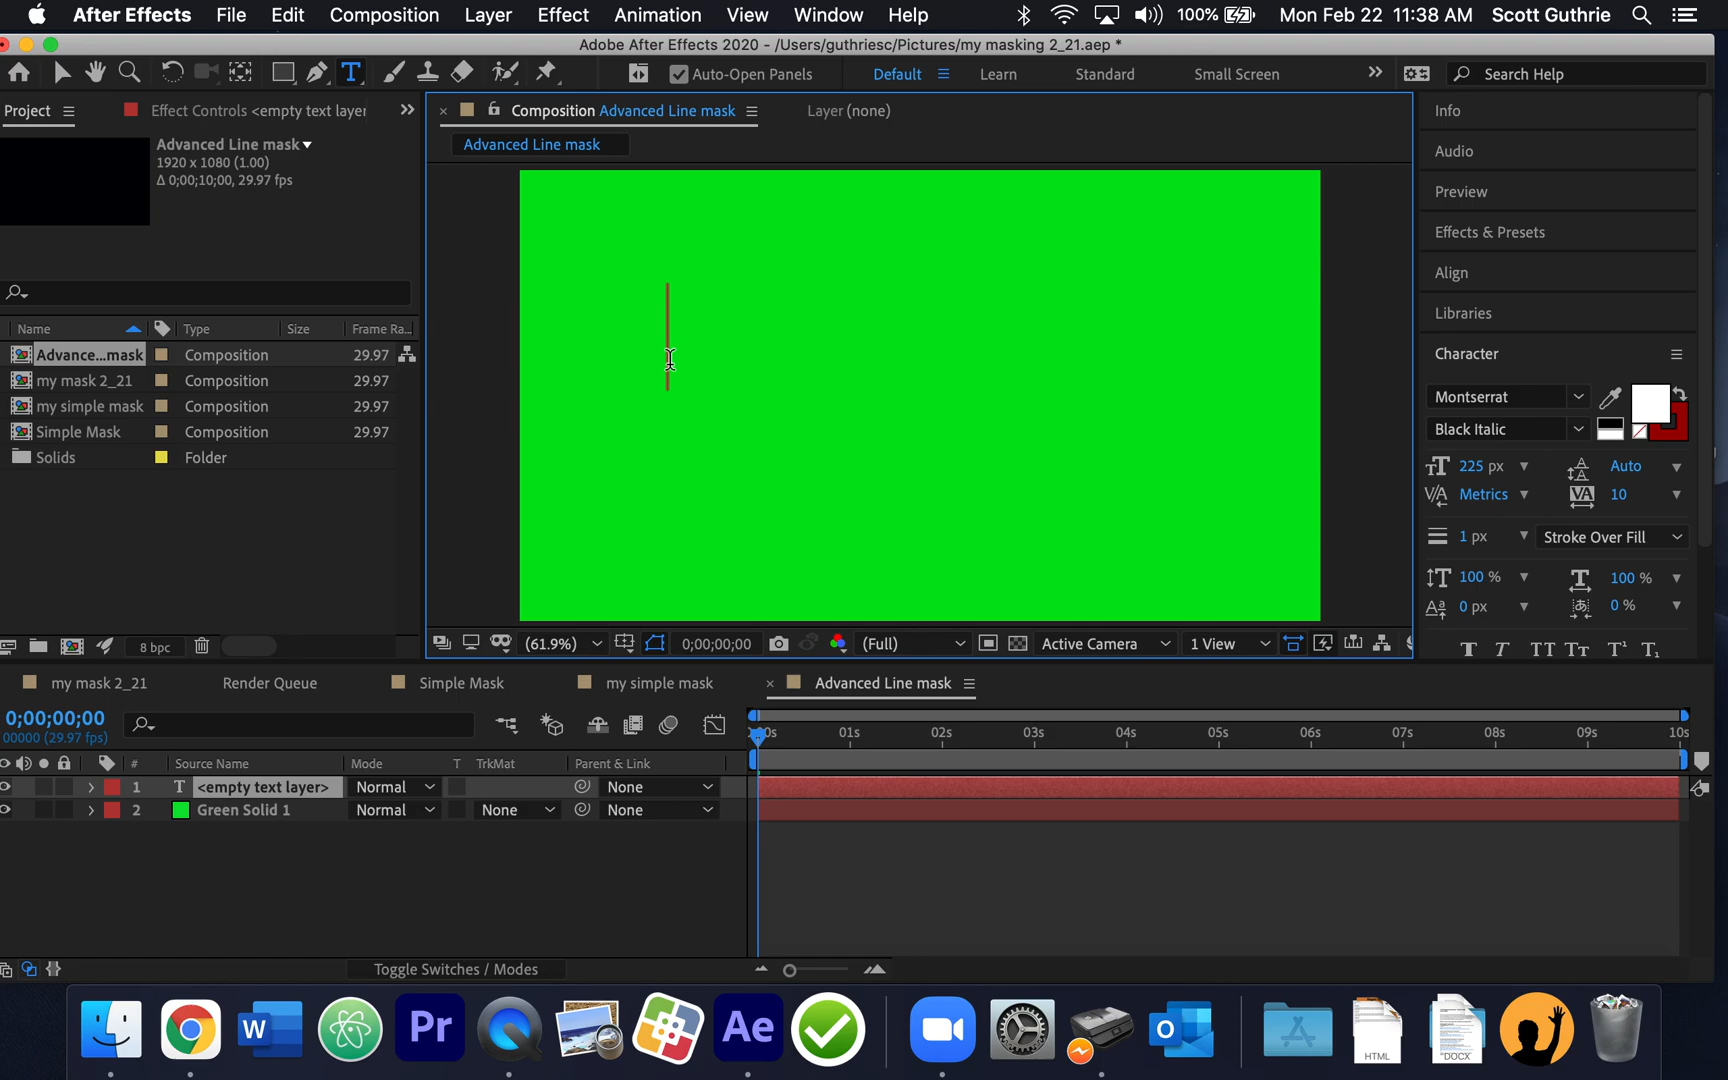 After Effects File Edit Composition Layer Effect Animation View Window Help 100% Mon Feb 22 11:38 AM Scott Guthrie
Adobe After Effects 2020 - /Users/guthriesc/Pictures/my masking 2_21.aep *
T Auto-Open Panels Default Learn Standard Small Screen Search Help
Project Effect Controls <empty text layer Composition Advanced Line mask Layer (none) Info
Advanced Line mask
1920 x 1080 (1.00)
Δ 0;00;10;00, 29.97 fps
Advanced Line mask
Audio
Preview
Effects & Presets
Align
Libraries
Character
Montserrat
Black Italic
225 px Auto
Metrics 10
1 px Stroke Over Fill
100 % 100 %
0 px 0 %
T T TT Tт T¹ T₁
Name Type Size Frame Ra...
Advance...mask Composition 29.97
my mask 2_21 Composition 29.97
my simple mask Composition 29.97
Simple Mask Composition 29.97
Solids Folder
8 bpc
(61.9%) 0;00;00;00 (Full) Active Camera 1 View
my mask 2_21 Render Queue Simple Mask my simple mask Advanced Line mask
0;00;00;00
00000 (29.97 fps)
01s 02s 03s 04s 05s 06s 07s 08s 09s 10s
# Source Name Mode T TrkMat Parent & Link
1 T <empty text layer> Normal None
2 Green Solid 1 Normal None None
Toggle Switches / Modes
W Pr Q Ae O
HTML "DOCX"